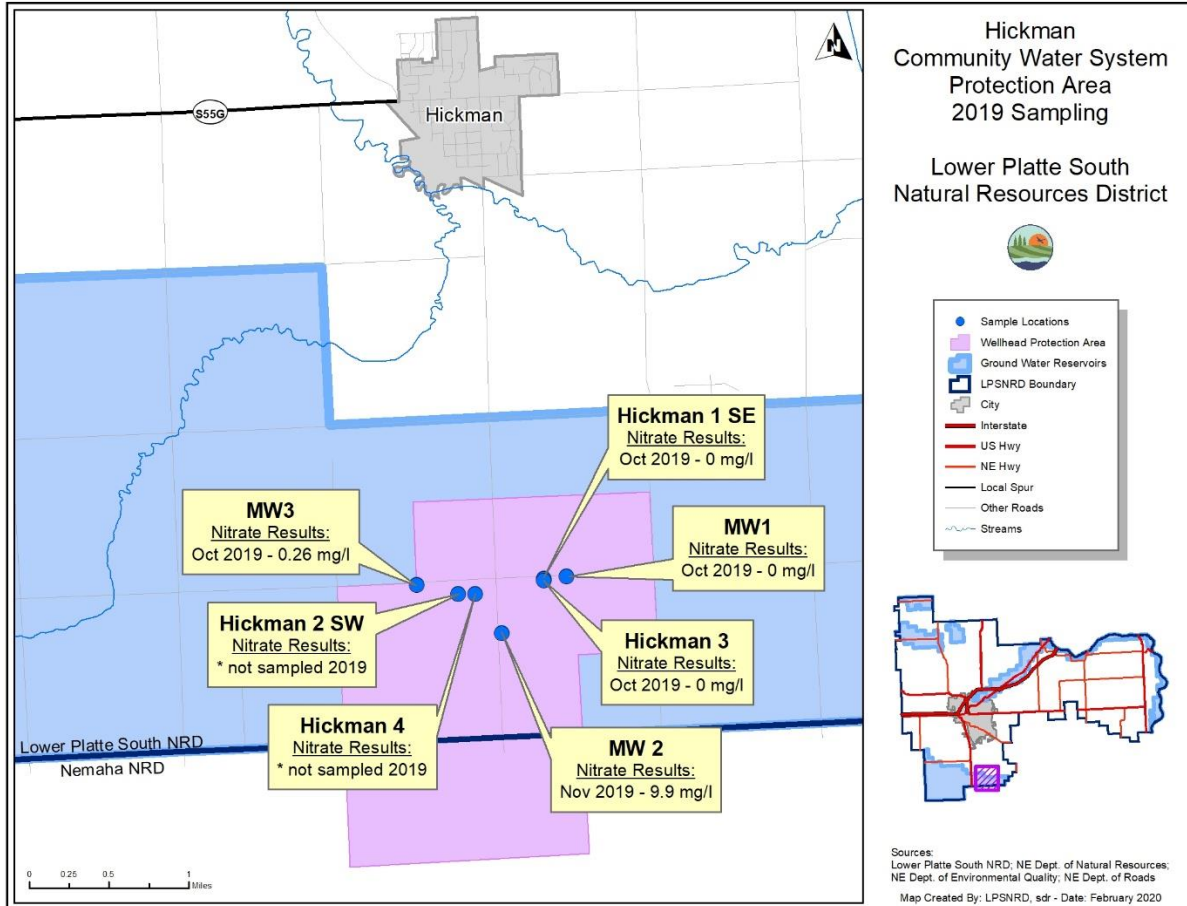 Hickman
Community Water System
Protection Area
2019 Sampling
Lower Platte South
Natural Resources District
S55G
Hickman
Hickman 1 SE
Nitrate Results:
Oct 2019 - 0 mg/l
MW3
Nitrate Results:
Oct 2019 - 0.26 mg/l
MW1
Nitrate Results:
Oct 2019 - 0 mg/l
Hickman 2 SW
Nitrate Results:
* not sampled 2019
Hickman 3
Nitrate Results:
Oct 2019 - 0 mg/l
Hickman 4
Nitrate Results:
* not sampled 2019
MW 2
Nitrate Results:
Nov 2019 - 9.9 mg/l
Lower Platte South NRD
Nemaha NRD
0 0.25 0.5 1
Miles
Sample Locations
Wellhead Protection Area
Ground Water Reservoirs
LPSNRD Boundary
City
Interstate
US Hwy
NE Hwy
Local Spur
Other Roads
Streams
Sources:
Lower Platte South NRD; NE Dept. of Natural Resources;
NE Dept. of Environmental Quality; NE Dept. of Roads
Map Created By: LPSNRD, sdr - Date: February 2020